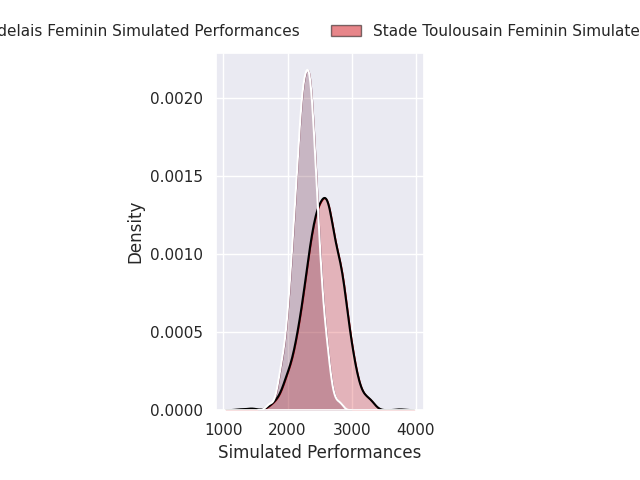 delais Feminin Simulated Performances
Stade Toulousain Feminin Simulate
0.0020
0.0015
0.0010
0.0005
0.0000
Density
1000 2000 3000 4000
Simulated Performances